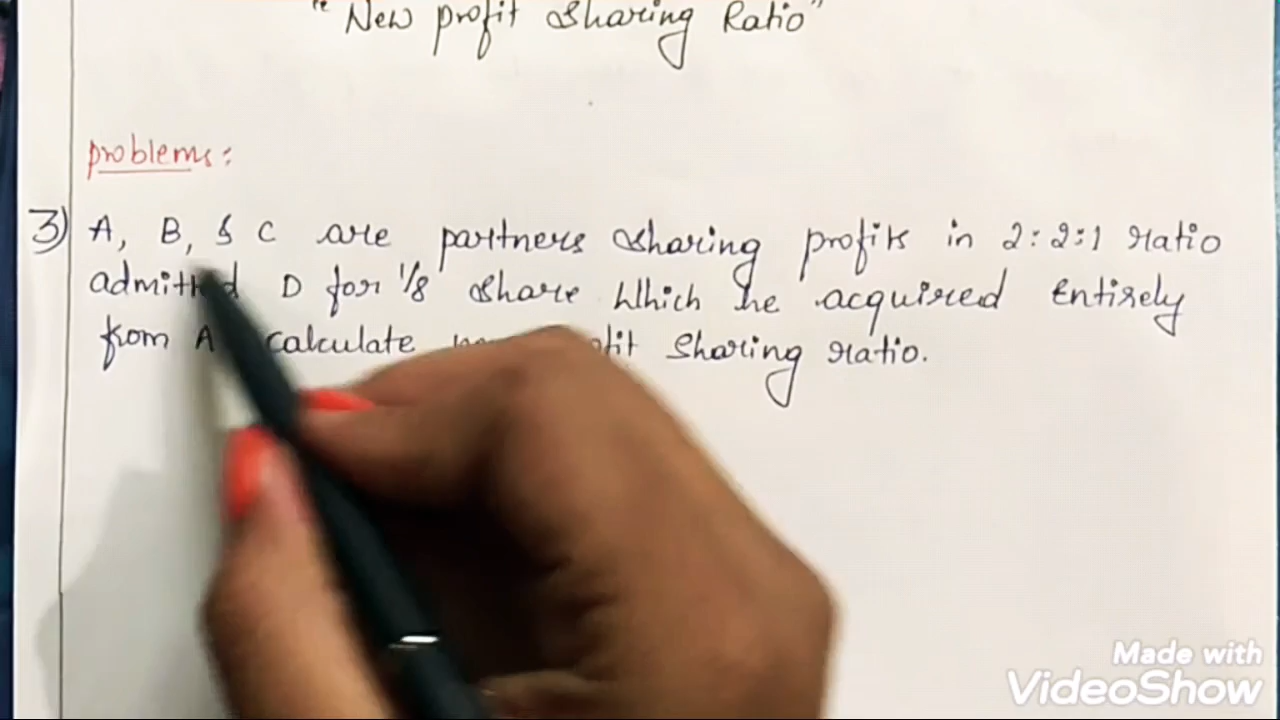 "New profit sharing Ratio"
problems:
3) A, B, & C are partners sharing profits in 2:2:1 ratio
admitted D for 1/8 share Which he acquired Entirely
from A calculate sharing ratio.
Made with
VideoShow